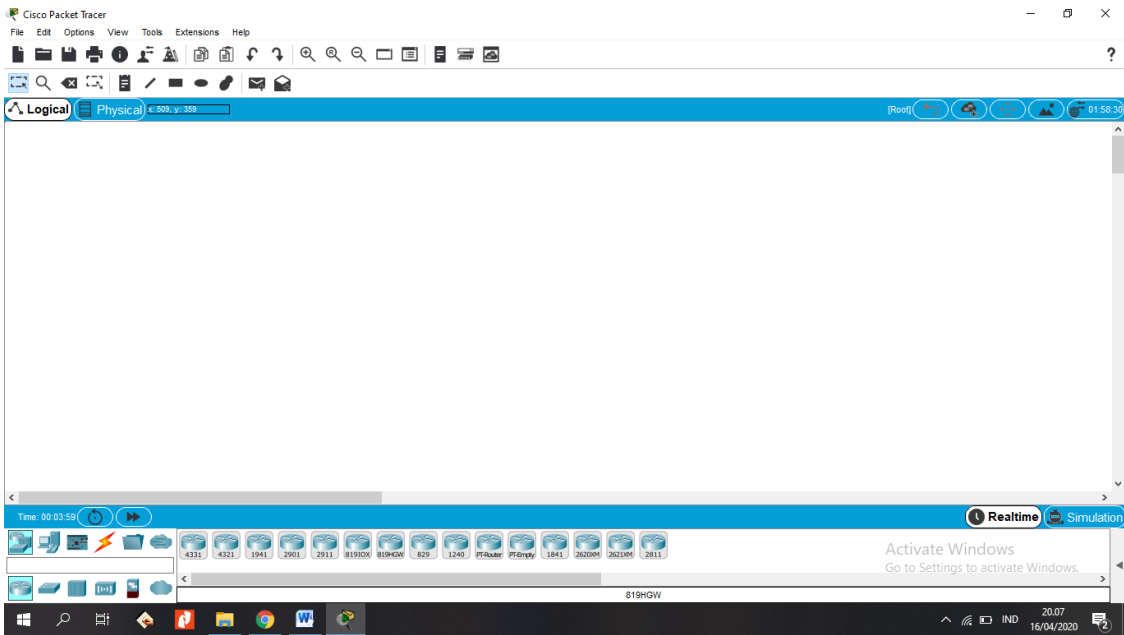 Cisco Packet Tracer
File Edit Options View Tools Extensions Help
?
Logical Physical x: 509, y: 359 [Root] 01:58:30
Time: 00:03:59 Realtime Simulation
4331 4321 1941 2901 2911 819IOX 819HGW 829 1240 PT-Router PT-Empty 1841 2620XM 2621XM 2811
Activate Windows
Go to Settings to activate Windows.
819HGW
IND 20.07
16/04/2020 2